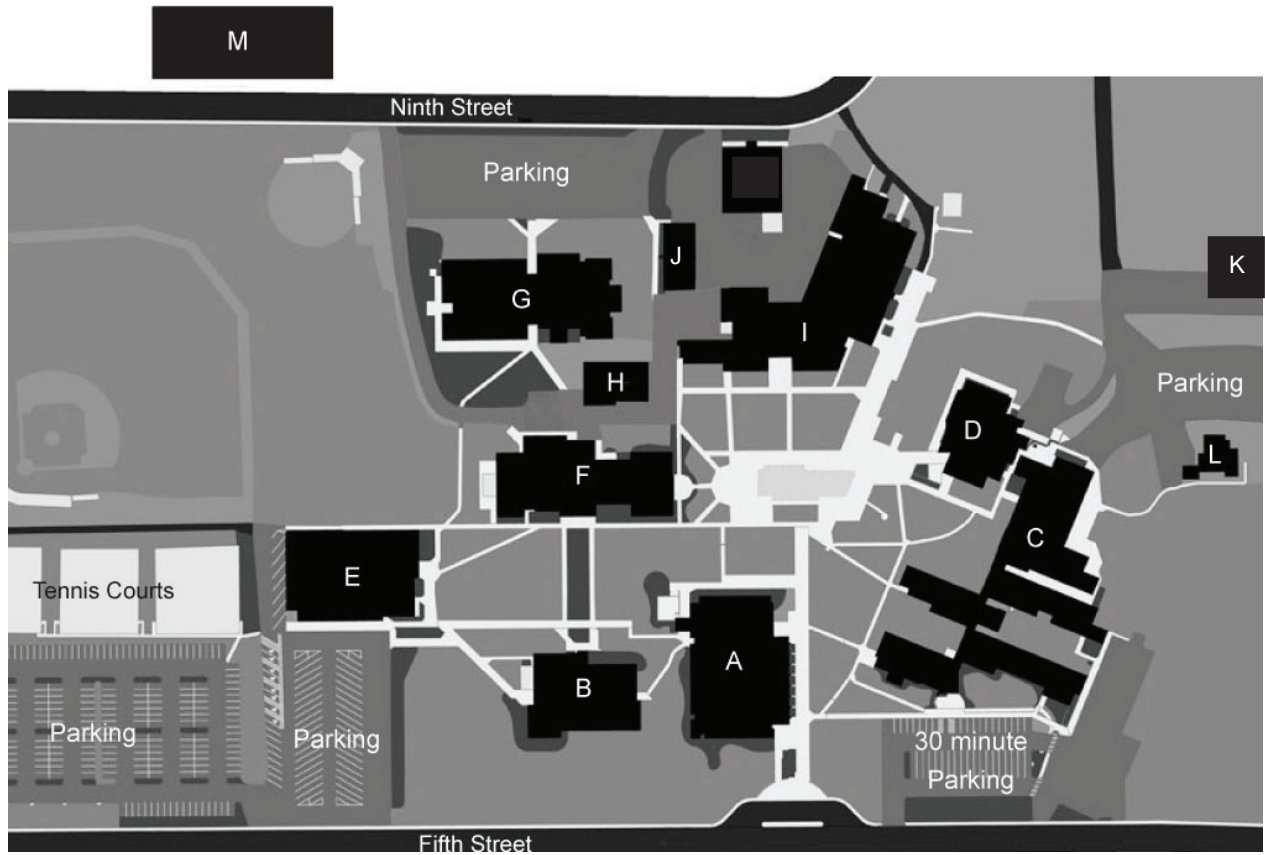 M
Ninth Street
Parking
J
K
G
I
H
Parking
D
L
F
C
E
Tennis Courts
A
B
Parking
Parking
30 minute
Parking
Fifth Street